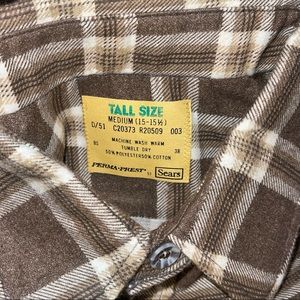 TALL SIZE
MEDIUM (15-15½)
D/51 C20373 R20509 003
MACHINE WASH WARM
TUMBLE DRY 38
50% POLYESTER 50% COTTON
PERMA-PREST Sears